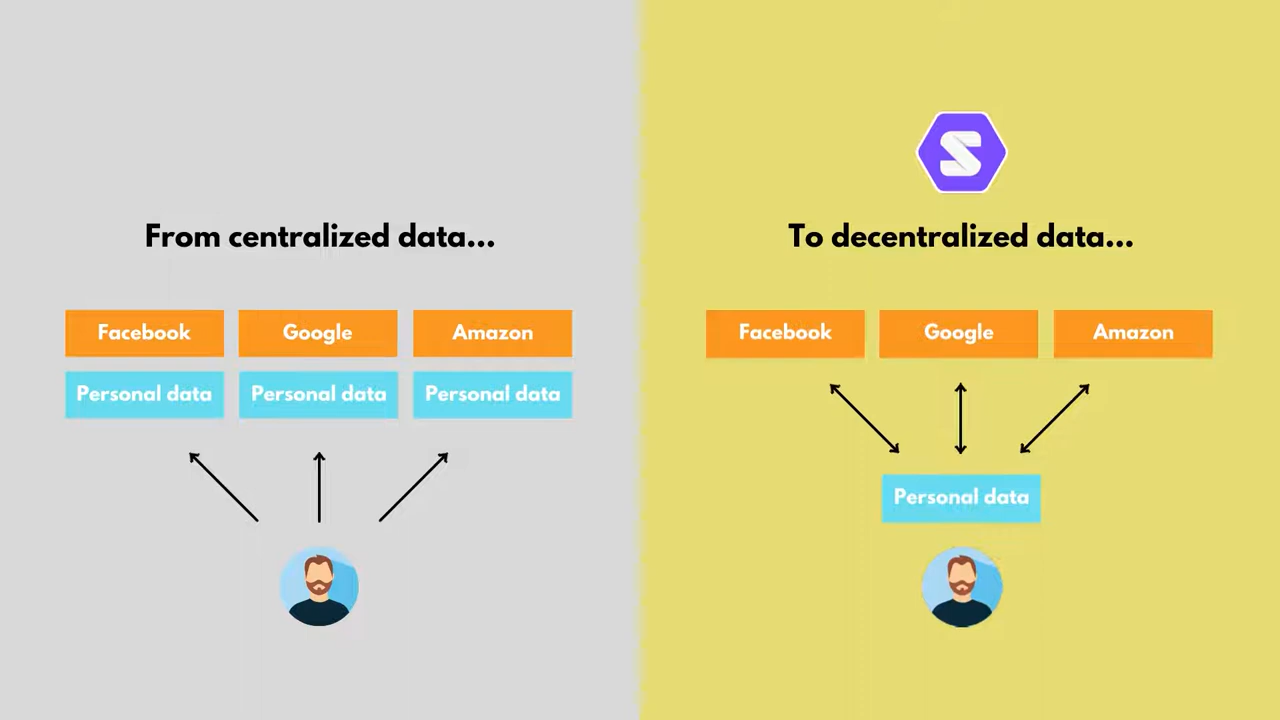 From centralized data...
Facebook
Google
Amazon
Personal data
Personal data
Personal data
S
To decentralized data...
Facebook
Google
Amazon
Personal data